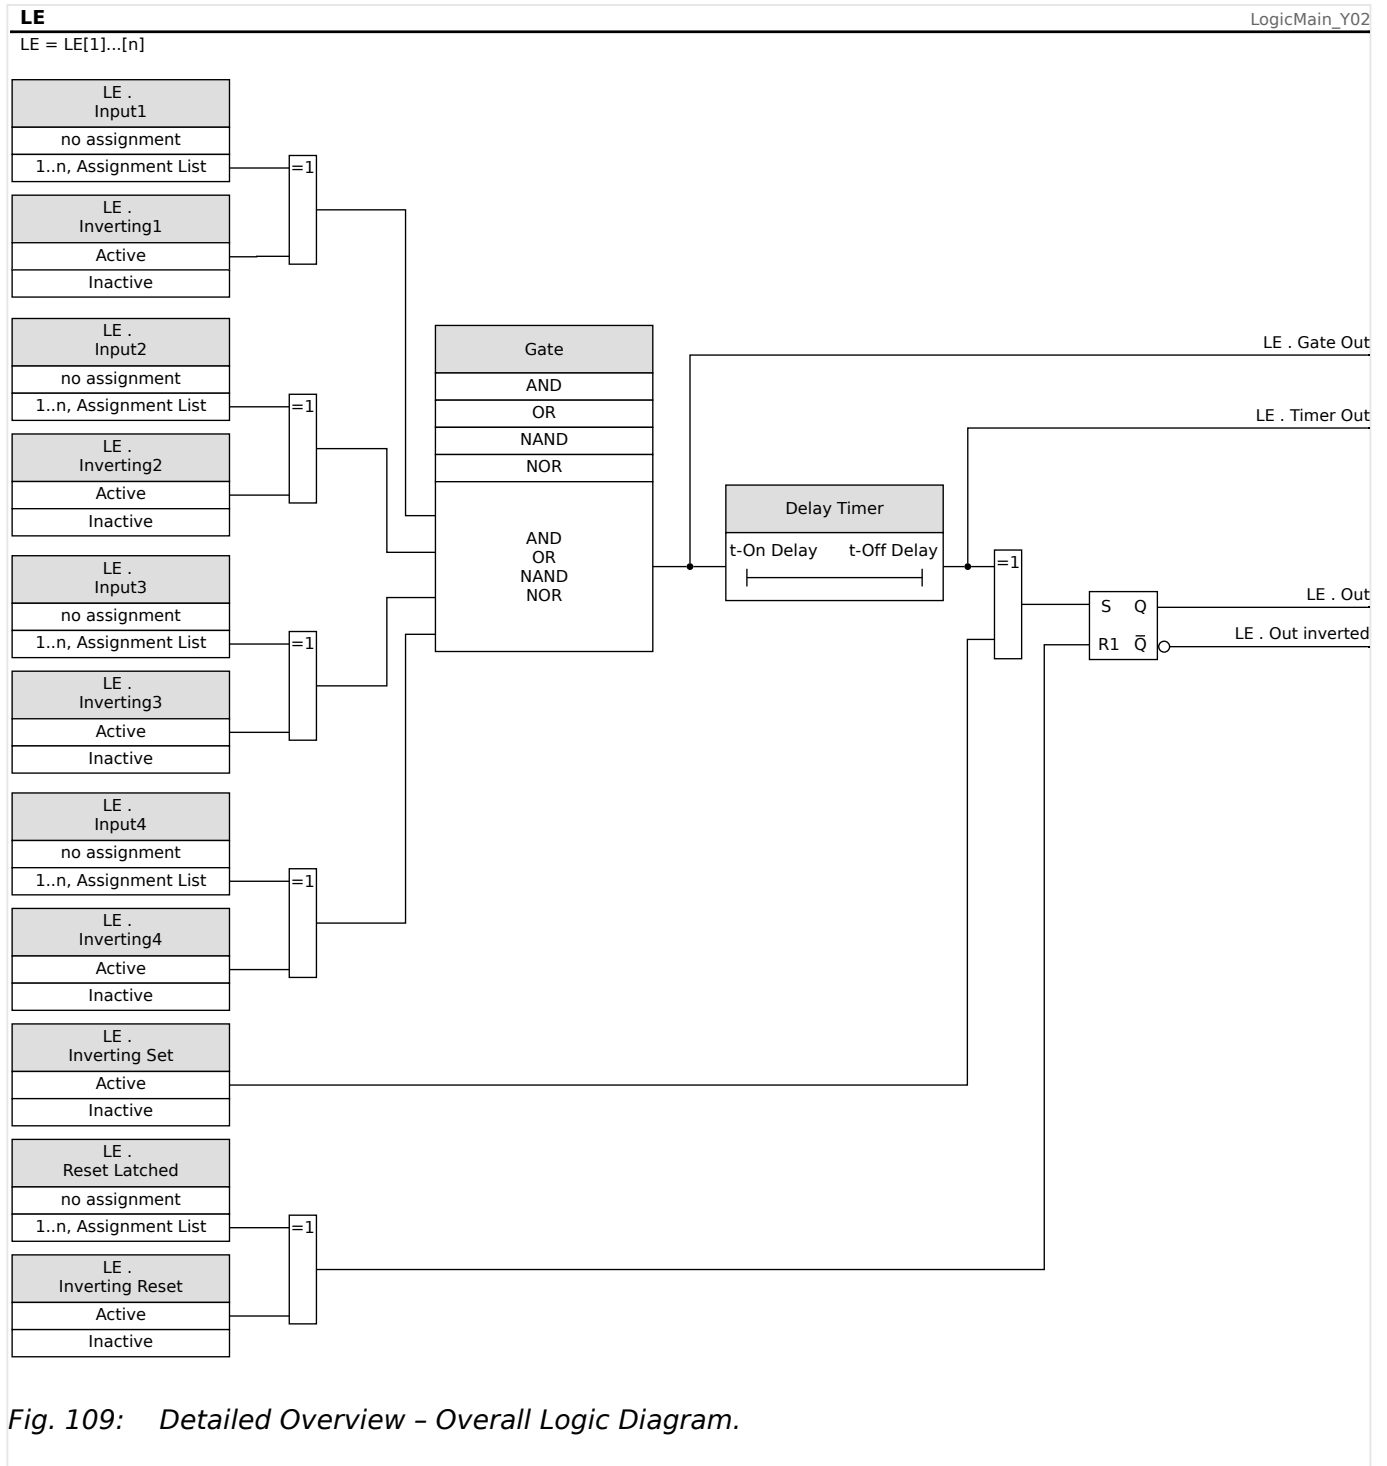 LE
LogicMain_Y02
LE = LE[1]...[n]
LE .
Input1
no assignment
1..n, Assignment List
=1
LE .
Inverting1
Active
Inactive
LE .
Input2
no assignment
1..n, Assignment List
=1
LE .
Inverting2
Active
Inactive
LE .
Input3
no assignment
1..n, Assignment List
=1
LE .
Inverting3
Active
Inactive
LE .
Input4
no assignment
1..n, Assignment List
=1
LE .
Inverting4
Active
Inactive
LE .
Inverting Set
Active
Inactive
LE .
Reset Latched
no assignment
1..n, Assignment List
=1
LE .
Inverting Reset
Active
Inactive
Gate
AND
OR
NAND
NOR
AND
OR
NAND
NOR
Delay Timer
t-On Delay t-Off Delay
=1
S Q
R1 Q̅
LE . Gate Out
LE . Timer Out
LE . Out
LE . Out inverted
Fig. 109: Detailed Overview – Overall Logic Diagram.